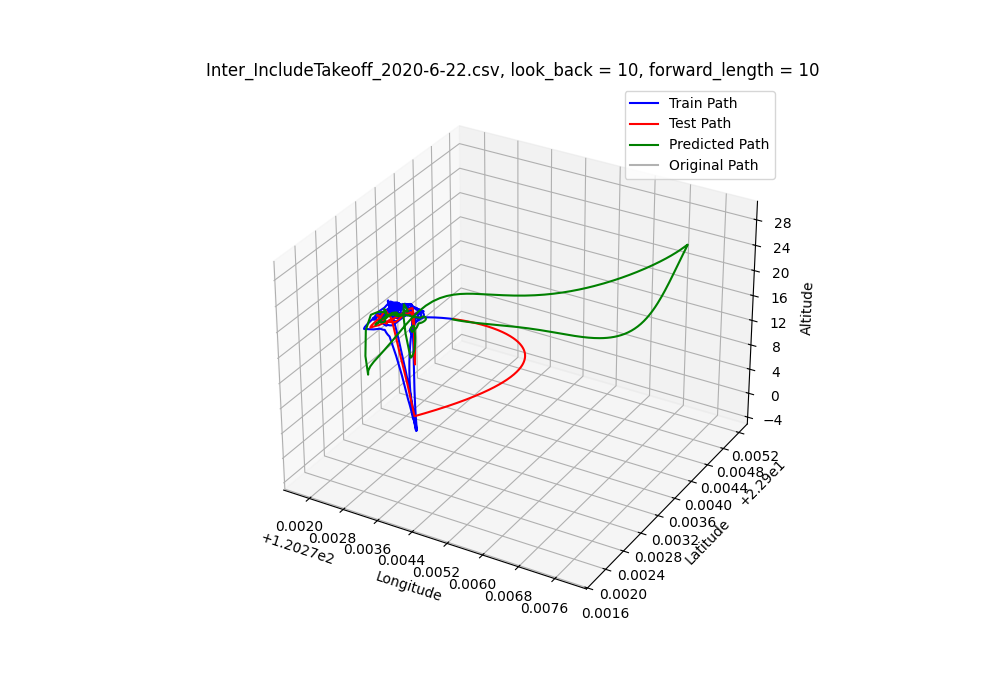 Inter_IncludeTakeoff_2020-6-22.csv, look_back = 10, forward_length = 10
Train Path
Test Path
Predicted Path
Original Path
28
24
20
16
12
8
4
0
−4
Altitude
0.0052
0.0048
0.0044
0.0040
0.0036
0.0032
0.0028
0.0024
0.0020
0.0016
+2.29e1
Latitude
0.0020
0.0028
0.0036
0.0044
0.0052
0.0060
0.0068
0.0076
+1.2027e2
Longitude